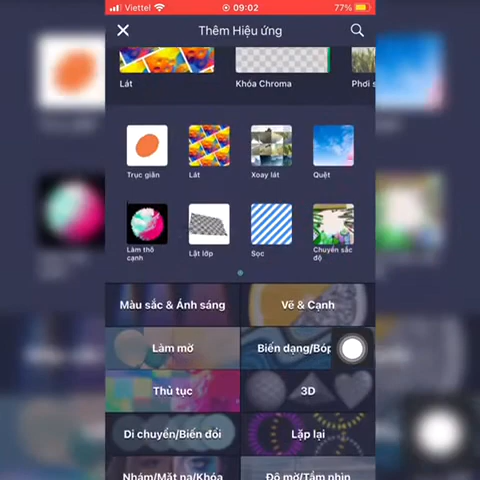 Viettel 09:02 77%
Thêm Hiệu ứng
Lát Khóa Chroma Phơi s
Trục giãn Lát Xoay lát Quệt
Làm thô cạnh Lật lớp Sọc Chuyển sắc độ
Màu sắc & Ánh sáng Vẽ & Cạnh
Làm mờ Biến dạng/Bóp
Thủ tục 3D
Di chuyển/Biến đổi Lặp lại
Nhám/Mặt nạ/Khóa Độ mờ/Tầm nhìn